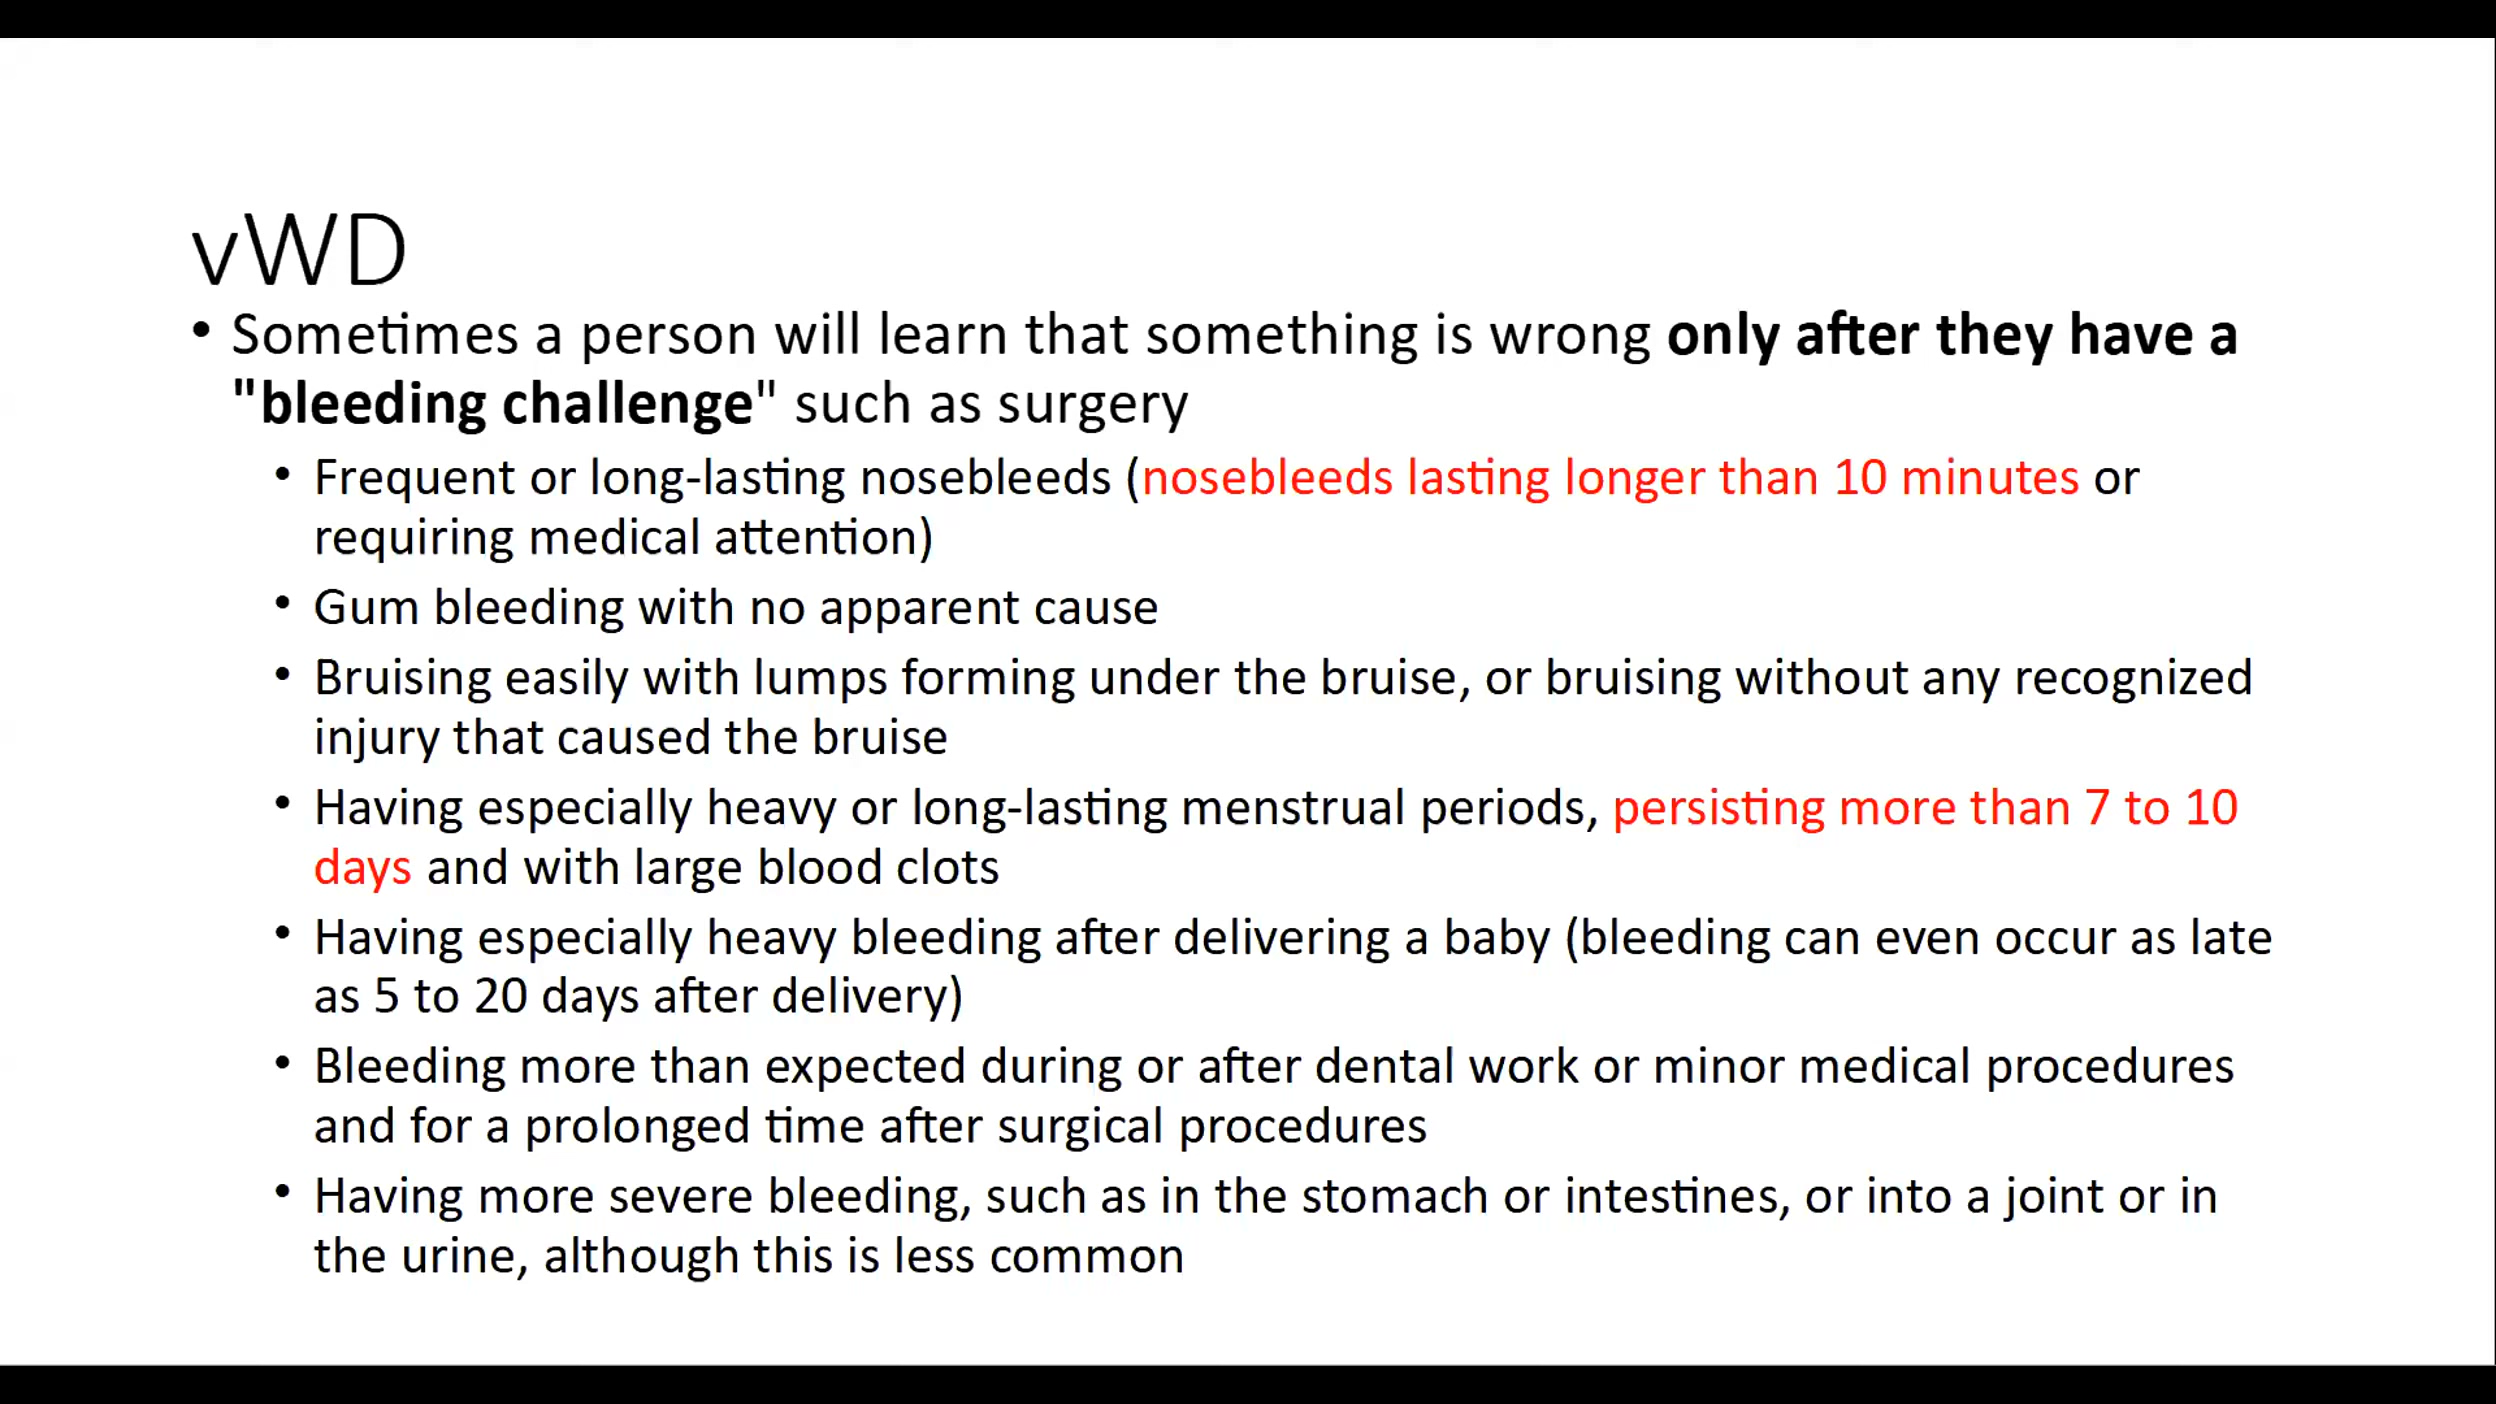 vWD
• Sometimes a person will learn that something is wrong only after they have a
"bleeding challenge" such as surgery
• Frequent or long-lasting nosebleeds (nosebleeds lasting longer than 10 minutes or
requiring medical attention)
• Gum bleeding with no apparent cause
• Bruising easily with lumps forming under the bruise, or bruising without any recognized
injury that caused the bruise
• Having especially heavy or long-lasting menstrual periods, persisting more than 7 to 10
days and with large blood clots
• Having especially heavy bleeding after delivering a baby (bleeding can even occur as late
as 5 to 20 days after delivery)
• Bleeding more than expected during or after dental work or minor medical procedures
and for a prolonged time after surgical procedures
• Having more severe bleeding, such as in the stomach or intestines, or into a joint or in
the urine, although this is less common